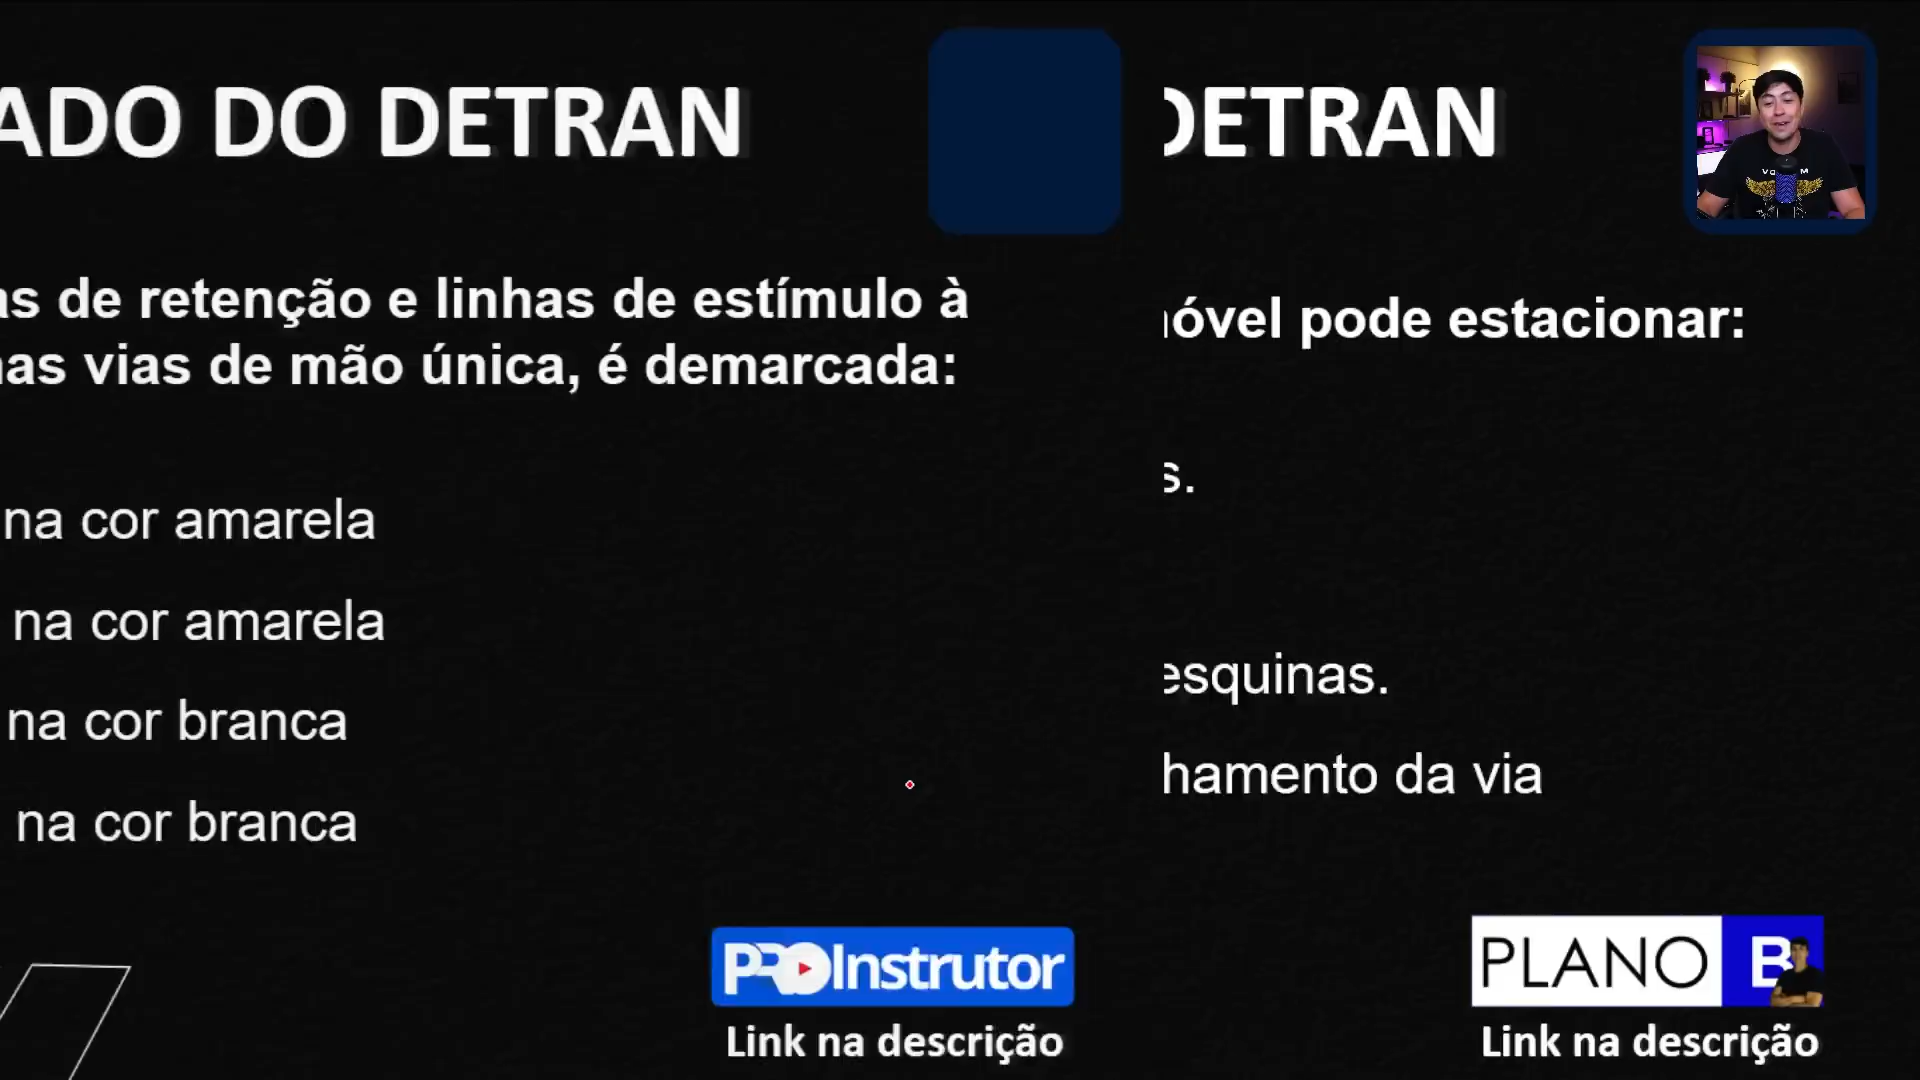 ADO DO DETRAN
as de retenção e linhas de estímulo à
nas vias de mão única, é demarcada:
na cor amarela
na cor amarela
na cor branca
na cor branca
PROInstrutor
Link na descrição
DETRAN
óvel pode estacionar:
s.
esquinas.
hamento da via
PLANO B
Link na descrição